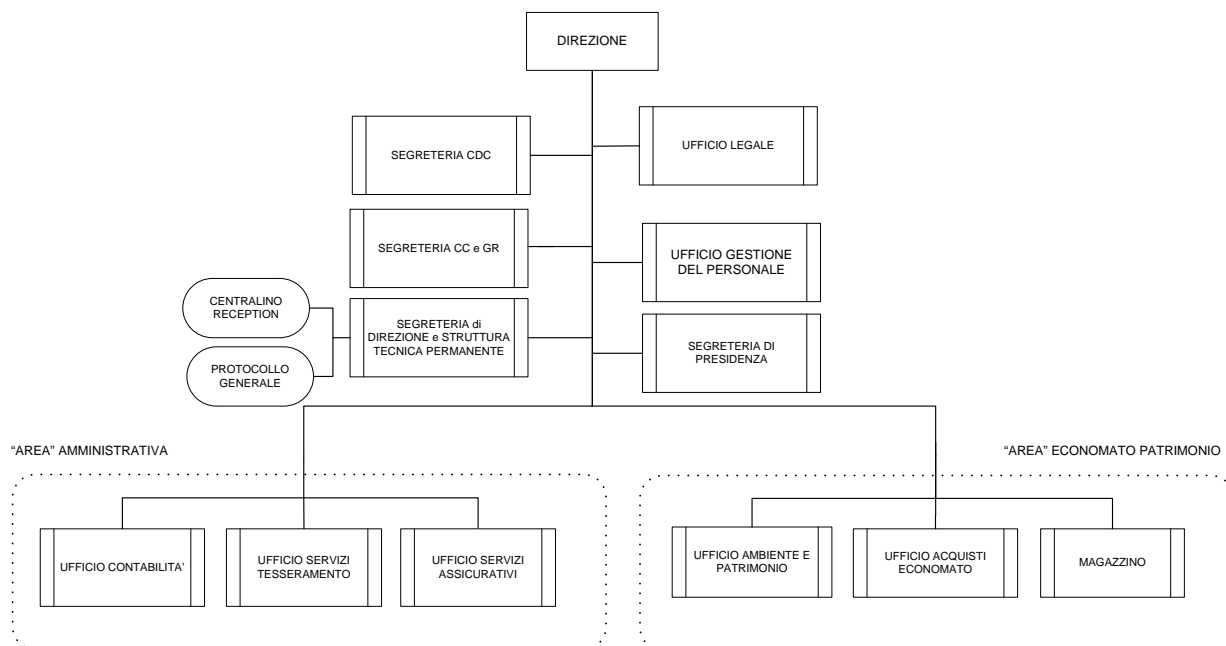 DIREZIONE
SEGRETERIA CDC
UFFICIO LEGALE
SEGRETERIA CC e GR
UFFICIO GESTIONE
DEL PERSONALE
CENTRALINO
RECEPTION
SEGRETERIA di
DIREZIONE e STRUTTURA
TECNICA PERMANENTE
SEGRETERIA DI
PRESIDENZA
PROTOCOLLO
GENERALE
“AREA” AMMINISTRATIVA
“AREA” ECONOMATO PATRIMONIO
UFFICIO CONTABILITA’
UFFICIO SERVIZI
TESSERAMENTO
UFFICIO SERVIZI
ASSICURATIVI
UFFICIO AMBIENTE E
PATRIMONIO
UFFICIO ACQUISTI
ECONOMATO
MAGAZZINO